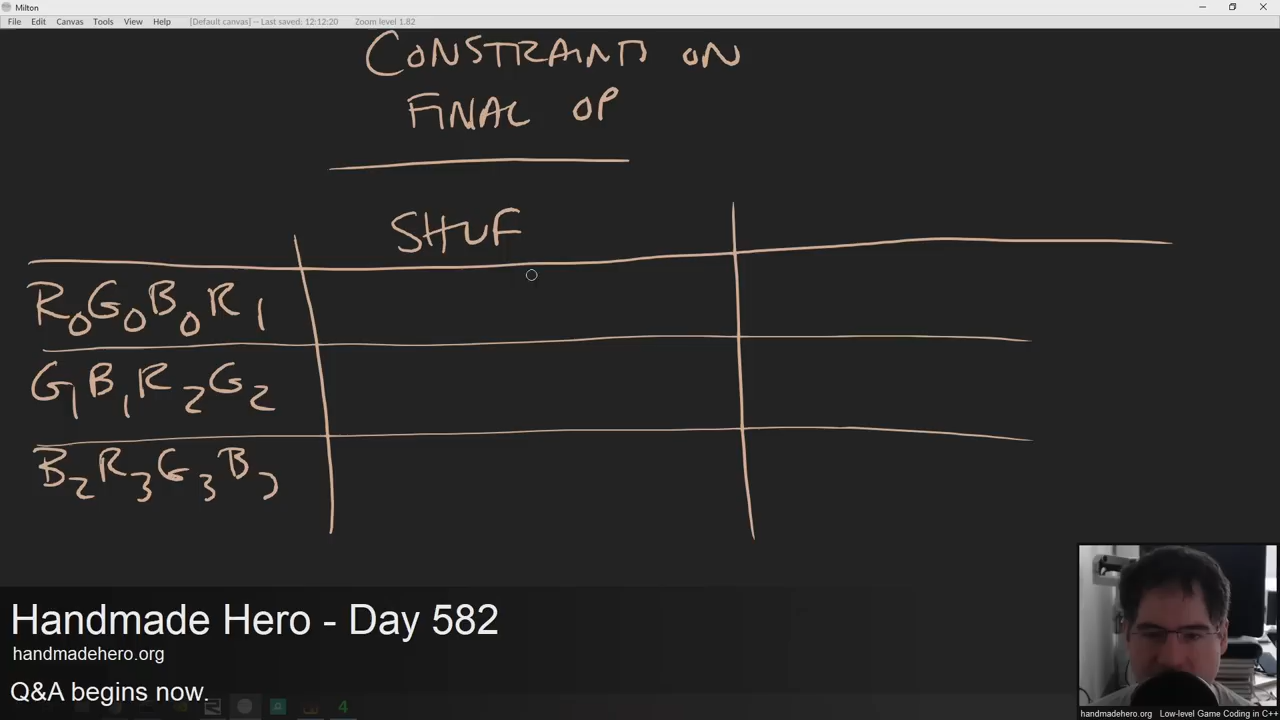 Milton
File Edit Canvas Tools View Help [Default canvas] -- Last saved: 12:12:20 Zoom level 1.82
CONSTRAINTS ON
FINAL OP
SHUF
R0G0B0R1
G1B1R2G2
B2R3G3B3
Handmade Hero - Day 582
handmadehero.org
Q&A begins now.
handmadehero.org | Low-level Game Coding in C++